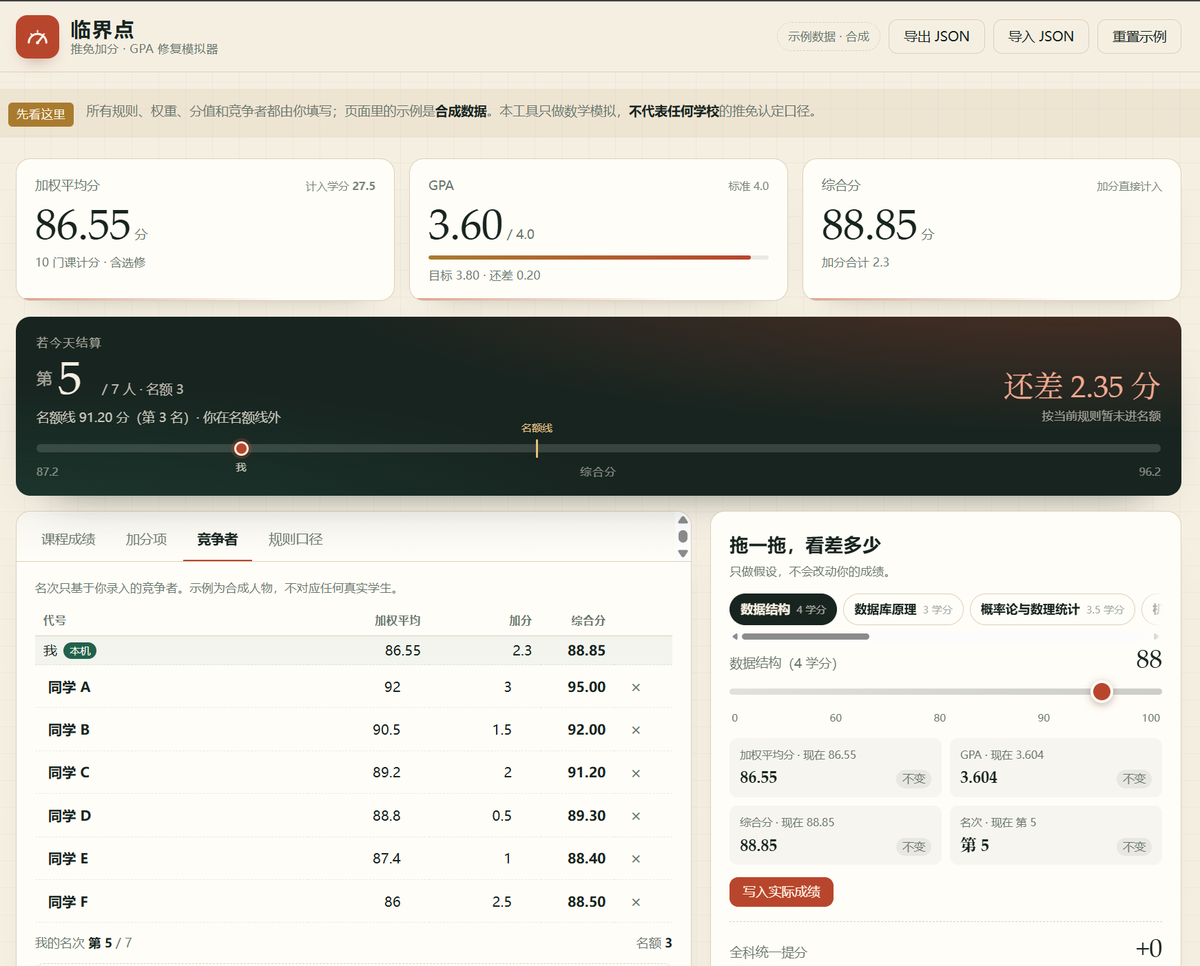 临界点
推免加分 · GPA 修复模拟器
示例数据 · 合成
导出 JSON
导入 JSON
重置示例
先看这里
所有规则、权重、分值和竞争者都由你填写；页面里的示例是合成数据。本工具只做数学模拟，不代表任何学校的推免认定口径。
加权平均分
计入学分 27.5
86.55 分
10 门课计分 · 含选修
GPA
标准 4.0
3.60 / 4.0
目标 3.80 · 还差 0.20
综合分
加分直接计入
88.85 分
加分合计 2.3
若今天结算
第 5 / 7 人 · 名额 3
名额线 91.20 分（第 3 名）· 你在名额线外
还差 2.35 分
按当前规则暂未进名额
名额线
我
87.2
综合分
96.2
课程成绩
加分项
竞争者
规则口径
名次只基于你录入的竞争者。示例为合成人物，不对应任何真实学生。
代号 加权平均 加分 综合分
我 本机 86.55 2.3 88.85
同学 A 92 3 95.00 ×
同学 B 90.5 1.5 92.00 ×
同学 C 89.2 2 91.20 ×
同学 D 88.8 0.5 89.30 ×
同学 E 87.4 1 88.40 ×
同学 F 86 2.5 88.50 ×
我的名次 第 5 / 7
名额 3
拖一拖，看差多少
只做假设，不会改动你的成绩。
数据结构 4 学分
数据库原理 3 学分
概率论与数理统计 3.5 学分
数据结构（4 学分）
88
0 60 80 90 100
加权平均分 · 现在 86.55
86.55 不变
GPA · 现在 3.604
3.604 不变
综合分 · 现在 88.85
88.85 不变
名次 · 现在 第 5
第 5 不变
写入实际成绩
全科统一提分
+0